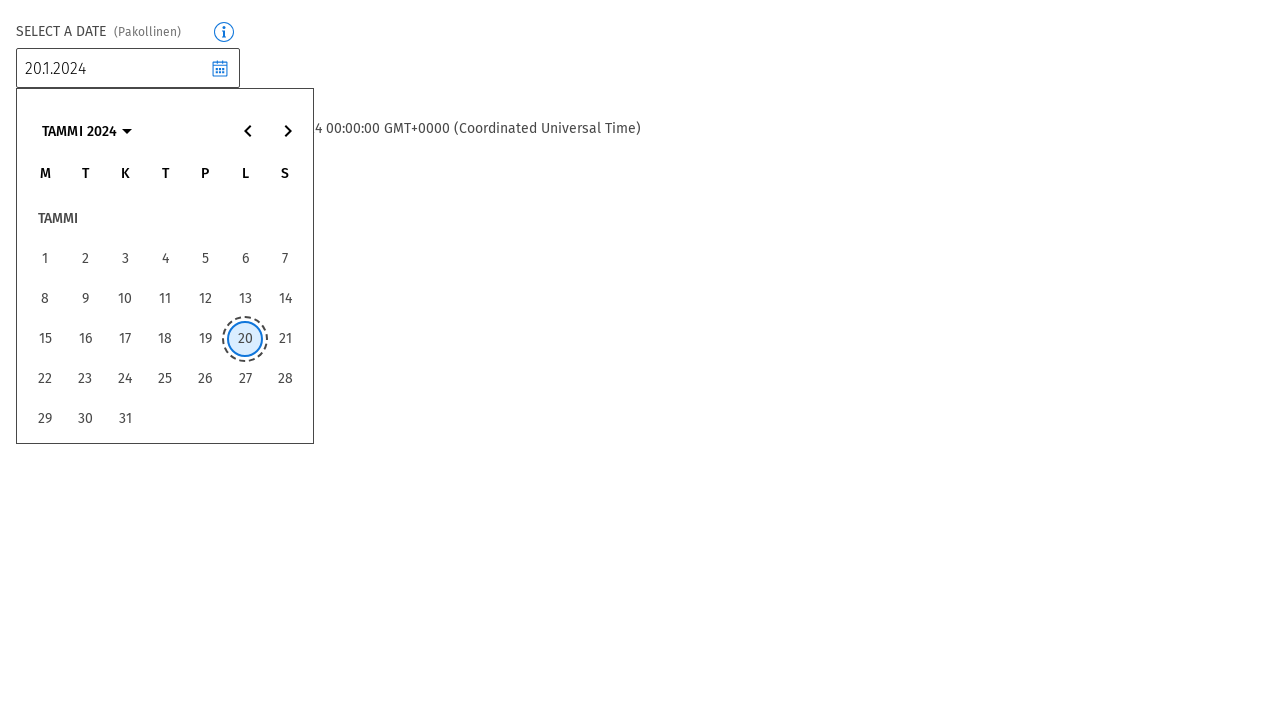 SELECT A DATE (Pakollinen)
20.1.2024
TAMMI 2024
4 00:00:00 GMT+0000 (Coordinated Universal Time)
M T K T P L S
TAMMI
1 2 3 4 5 6 7
8 9 10 11 12 13 14
15 16 17 18 19 20 21
22 23 24 25 26 27 28
29 30 31